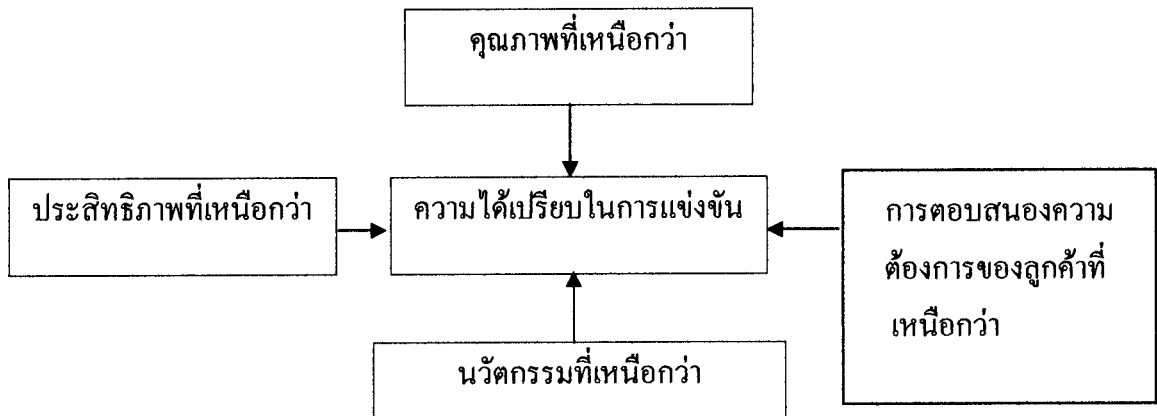 คุณภาพที่เหนือกว่า
ประสิทธิภาพที่เหนือกว่า
ความได้เปรียบในการแข่งขัน
การตอบสนองความ
ต้องการของลูกค้าที่
เหนือกว่า
นวัตกรรมที่เหนือกว่า